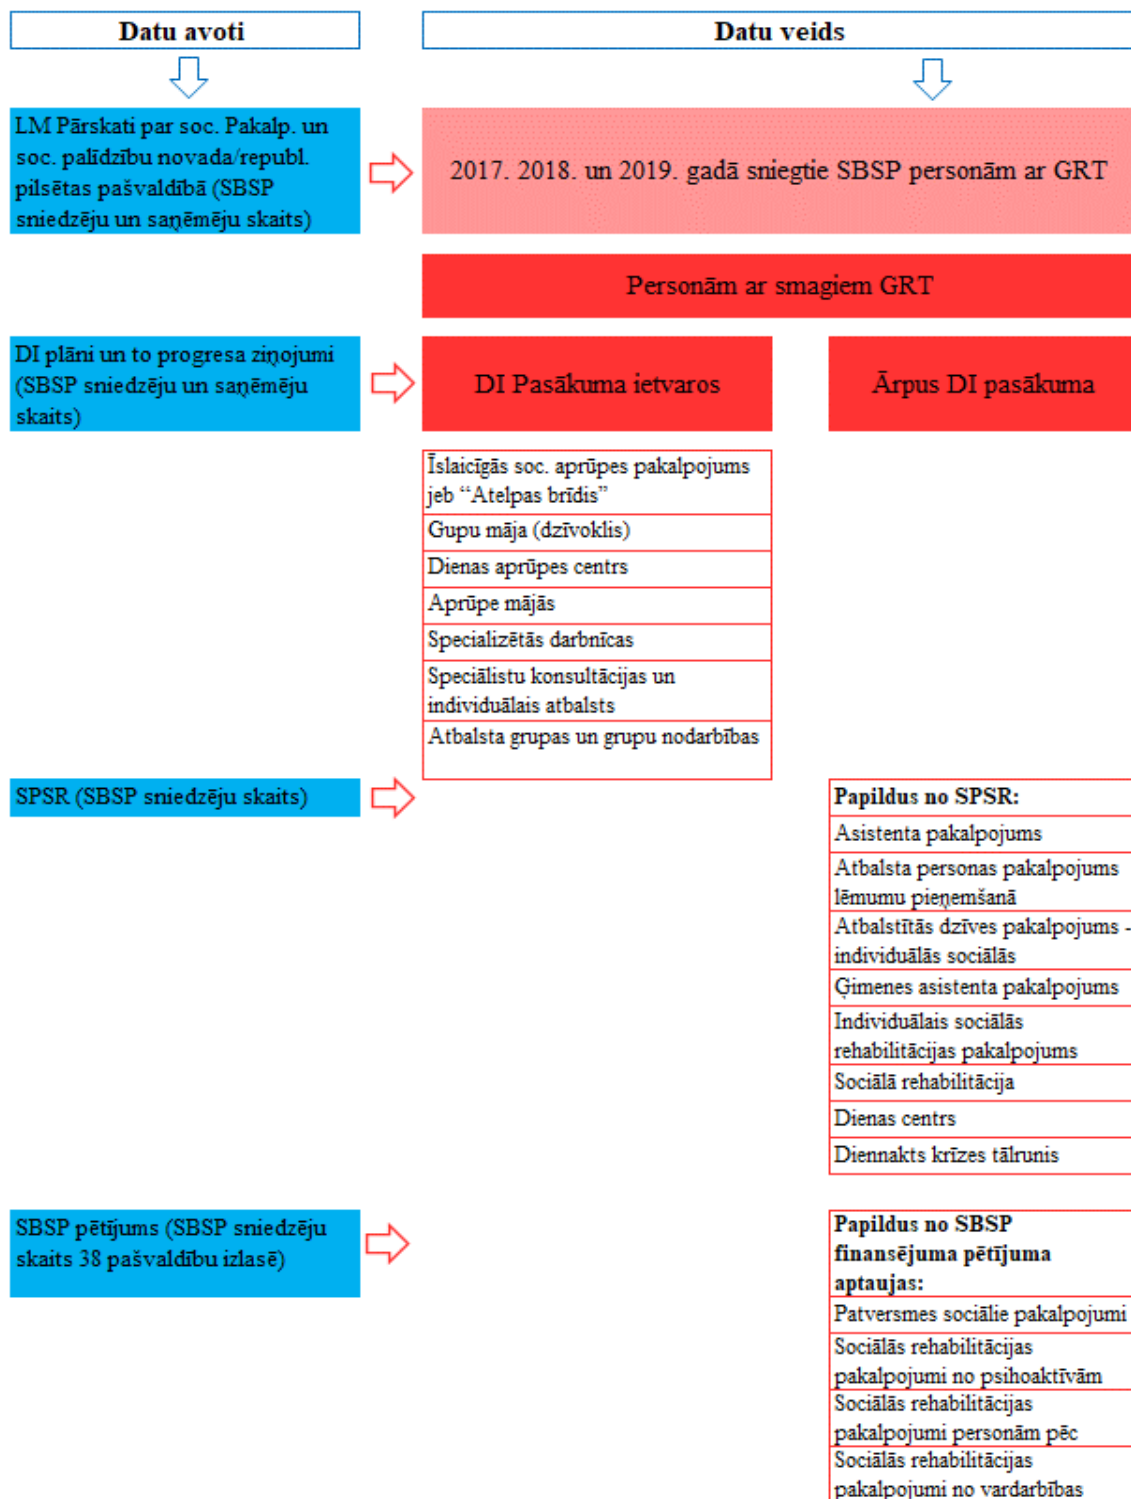 Datu avoti
Datu veids
LM Pārskati par soc. Pakalp. un
soc. palīdzību novada/republ.
pilsētas pašvaldībā (SBSP
sniedzēju un saņēmēju skaits)
2017. 2018. un 2019. gadā sniegtie SBSP personām ar GRT
Personām ar smagiem GRT
DI plāni un to progresa ziņojumi
(SBSP sniedzēju un saņēmēju
skaits)
DI Pasākuma ietvaros
Ārpus DI pasākuma
Īslaicīgās soc. aprūpes pakalpojums
jeb “Atelpas brīdis”
Gupu māja (dzīvoklis)
Dienas aprūpes centrs
Aprūpe mājās
Specializētās darbnīcas
Speciālistu konsultācijas un
individuālais atbalsts
Atbalsta grupas un grupu nodarbības
SPSR (SBSP sniedzēju skaits)
Papildus no SPSR:
Asistenta pakalpojums
Atbalsta personas pakalpojums
lēmumu pieņemšanā
Atbalstītās dzīves pakalpojums -
individuālās sociālās
Ģimenes asistenta pakalpojums
Individuālais sociālās
rehabilitācijas pakalpojums
Sociālā rehabilitācija
Dienas centrs
Diennakts krīzes tālrunis
SBSP pētījums (SBSP sniedzēju
skaits 38 pašvaldību izlasē)
Papildus no SBSP
finansējuma pētījuma
aptaujas:
Patversmes sociālie pakalpojumi
Sociālās rehabilitācijas
pakalpojumi no psihoaktīvām
Sociālās rehabilitācijas
pakalpojumi personām pēc
Sociālās rehabilitācijas
pakalpojumi no vardarbības